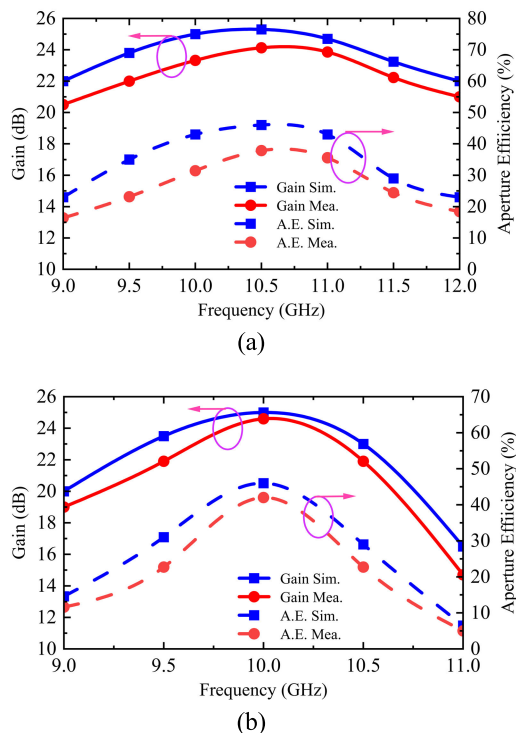 26
24
22
20
18
16
14
12
10
Gain (dB)
80
70
60
50
40
30
20
10
0
Aperture Effiiciency (%)
Gain Sim.
Gain Mea.
A.E. Sim.
A.E. Mea.
9.0 9.5 10.0 10.5 11.0 11.5 12.0
Frequency (GHz)
(a)
26
24
22
20
18
16
14
12
10
Gain (dB)
70
60
50
40
30
20
10
0
Aperture Effiiciency (%)
Gain Sim.
Gain Mea.
A.E. Sim.
A.E. Mea.
9.0 9.5 10.0 10.5 11.0
Frequency (GHz)
(b)